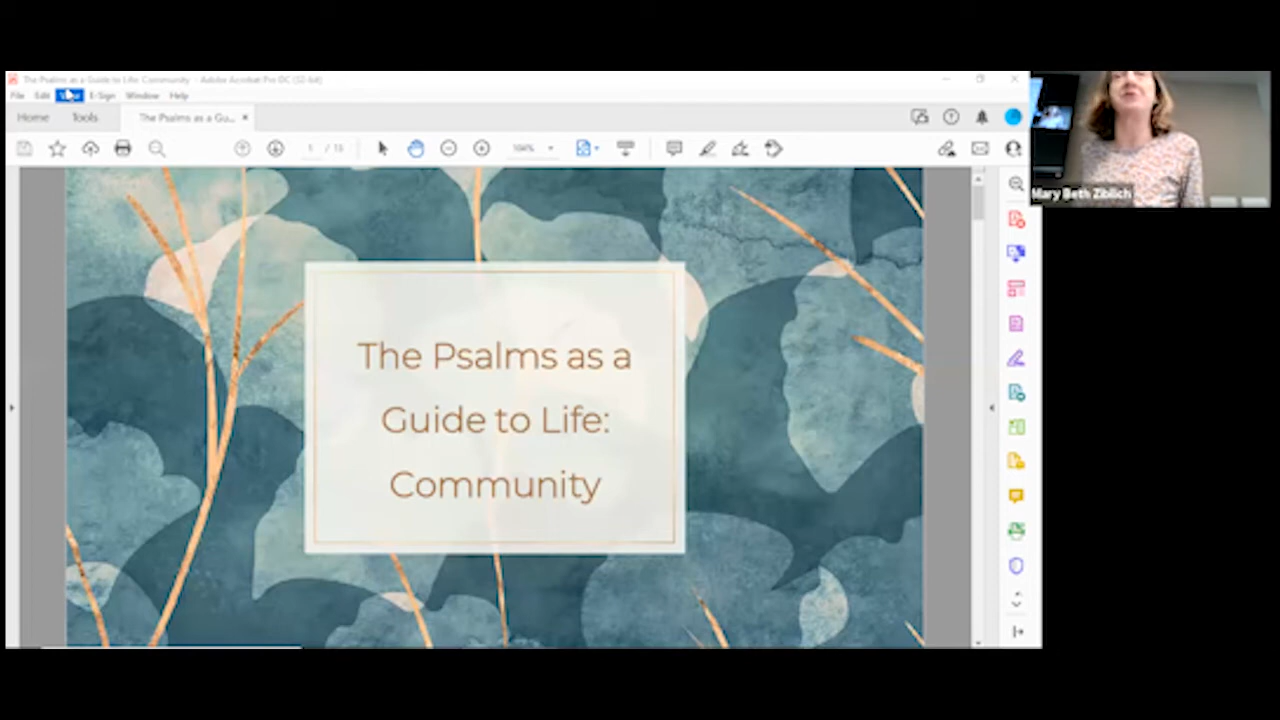 The Psalms as a Guide to Life: Community - Adobe Acrobat Pro DC (32-bit)
File Edit View E-Sign Window Help
Home Tools The Psalms as a Gu... ×
1 / 13
104%
The Psalms as a
Guide to Life:
Community
Mary Beth Ziblich